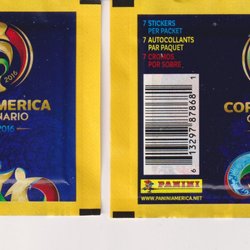 2016
AMERICA
NARIO
2016
7 STICKERS
PER PACKET
7 AUTOCOLLANTS
PAR PAQUET
7 CROMOS
POR SOBRE
6 13297 87868 1
PANINI
WWW.PANINIAMERICA.NET
COP
C